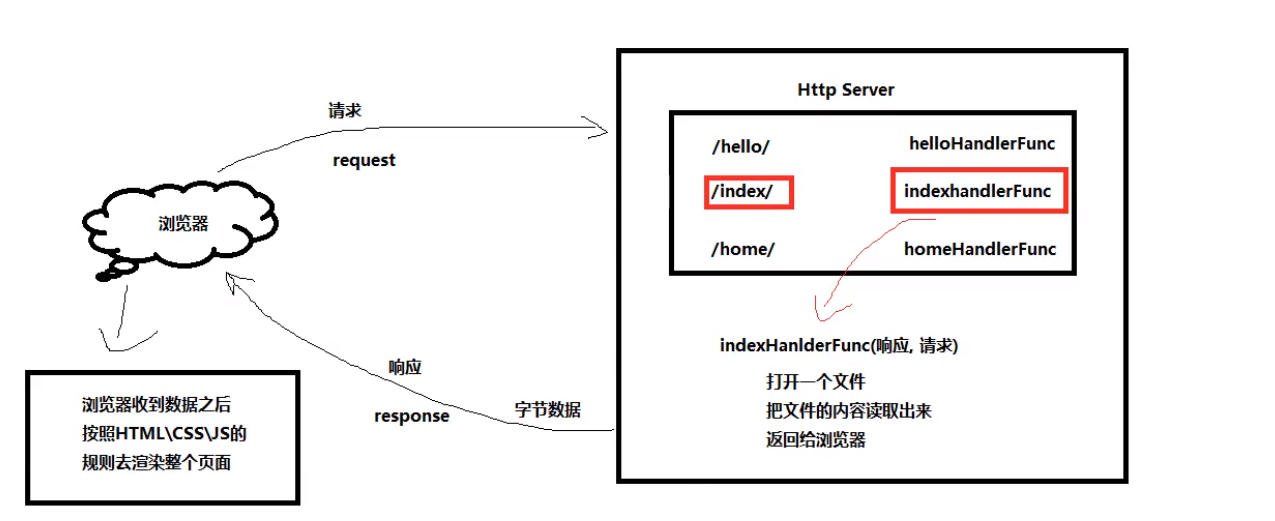 请求
request
浏览器
响应
response
字节数据
浏览器收到数据之后
按照HTML\CSS\JS的
规则去渲染整个页面
Http Server
/hello/ helloHandlerFunc
/index/ indexhandlerFunc
/home/ homeHandlerFunc
indexHanlderFunc(响应, 请求)
打开一个文件
把文件的内容读取出来
返回给浏览器